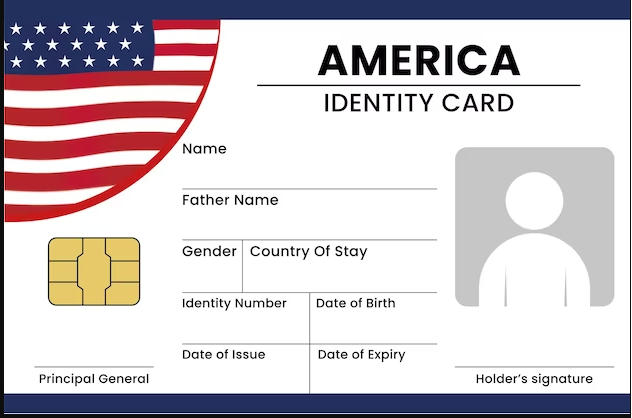 AMERICA
IDENTITY CARD
Name
Father Name
Gender Country Of Stay
Identity Number Date of Birth
Date of Issue Date of Expiry
Principal General
Holder’s signature